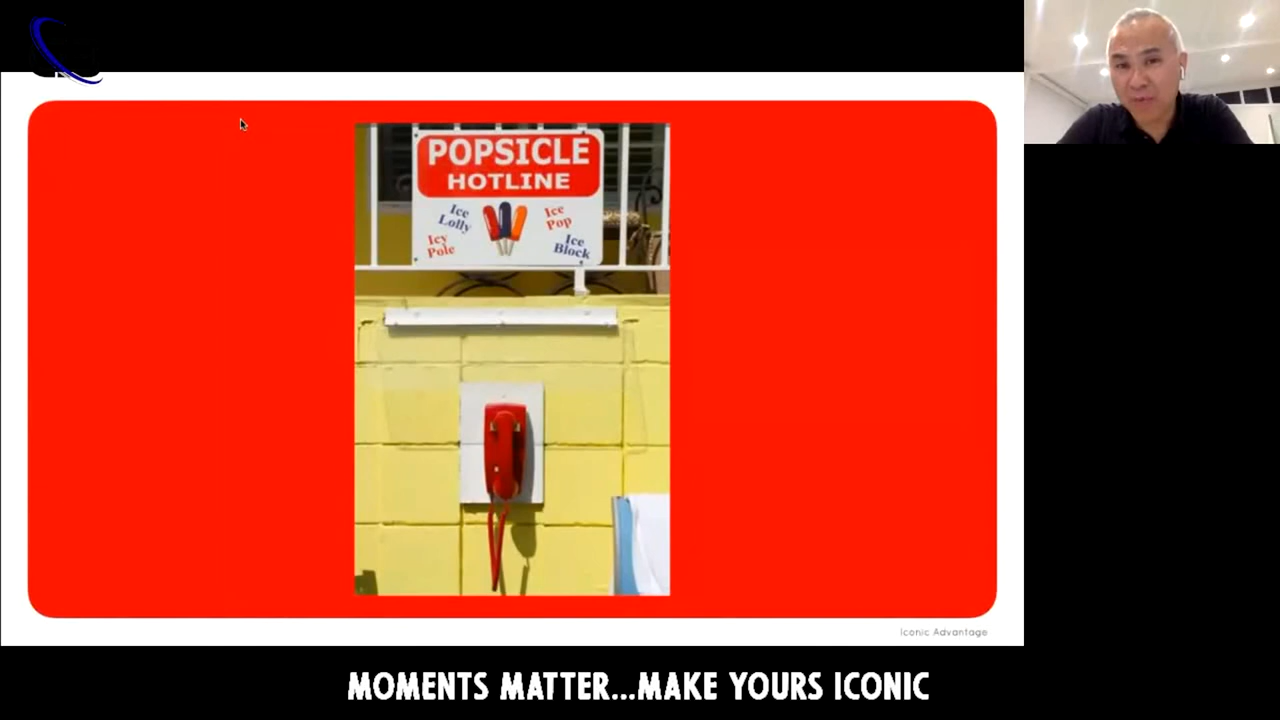 POPSICLE
HOTLINE
Ice
Lolly
Ice
Pop
Icy
Pole
Ice
Block
Iconic Advantage
MOMENTS MATTER...MAKE YOURS ICONIC